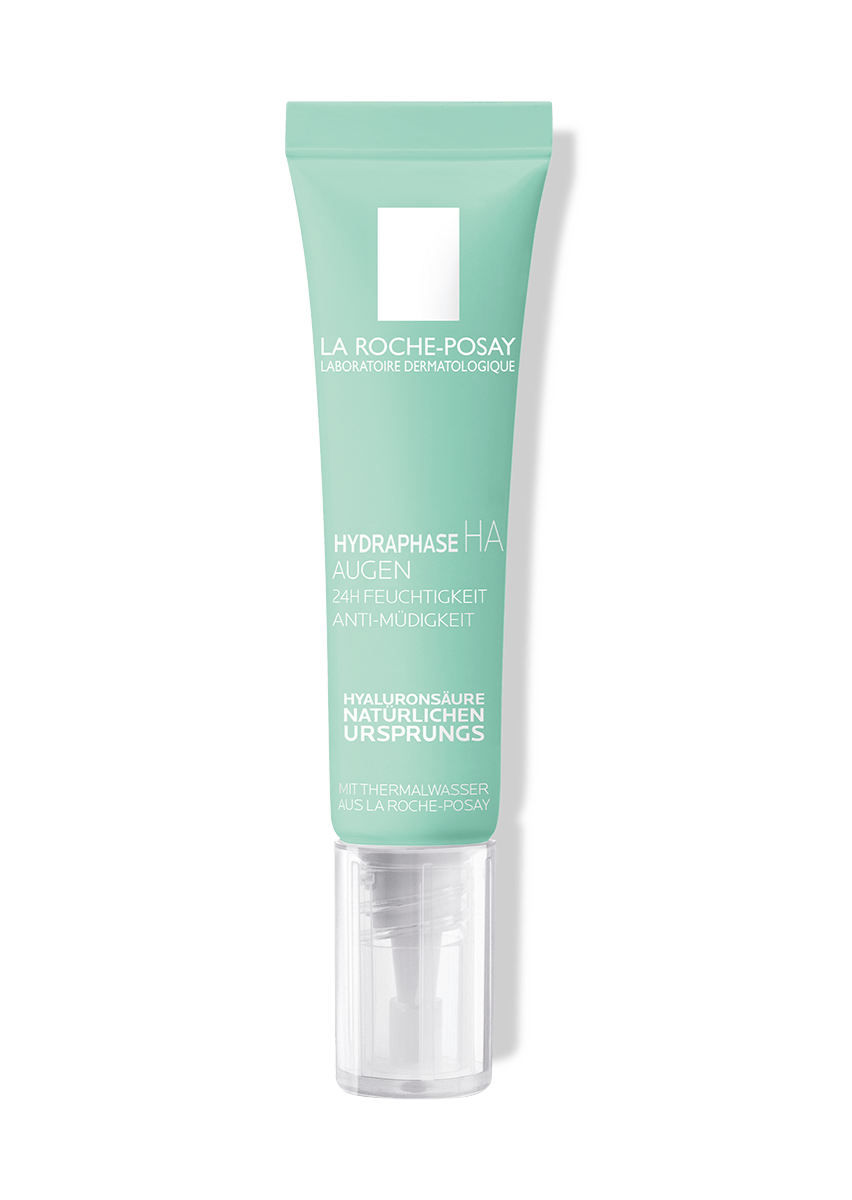 LA ROCHE-POSAY
LABORATOIRE DERMATOLOGIQUE
HYDRAPHASE HA
AUGEN
24H FEUCHTIGKEIT
ANTI-MÜDIGKEIT
HYALURONSÄURE
NATÜRLICHEN
URSPRUNGS
MIT THERMALWASSER
AUS LA ROCHE-POSAY